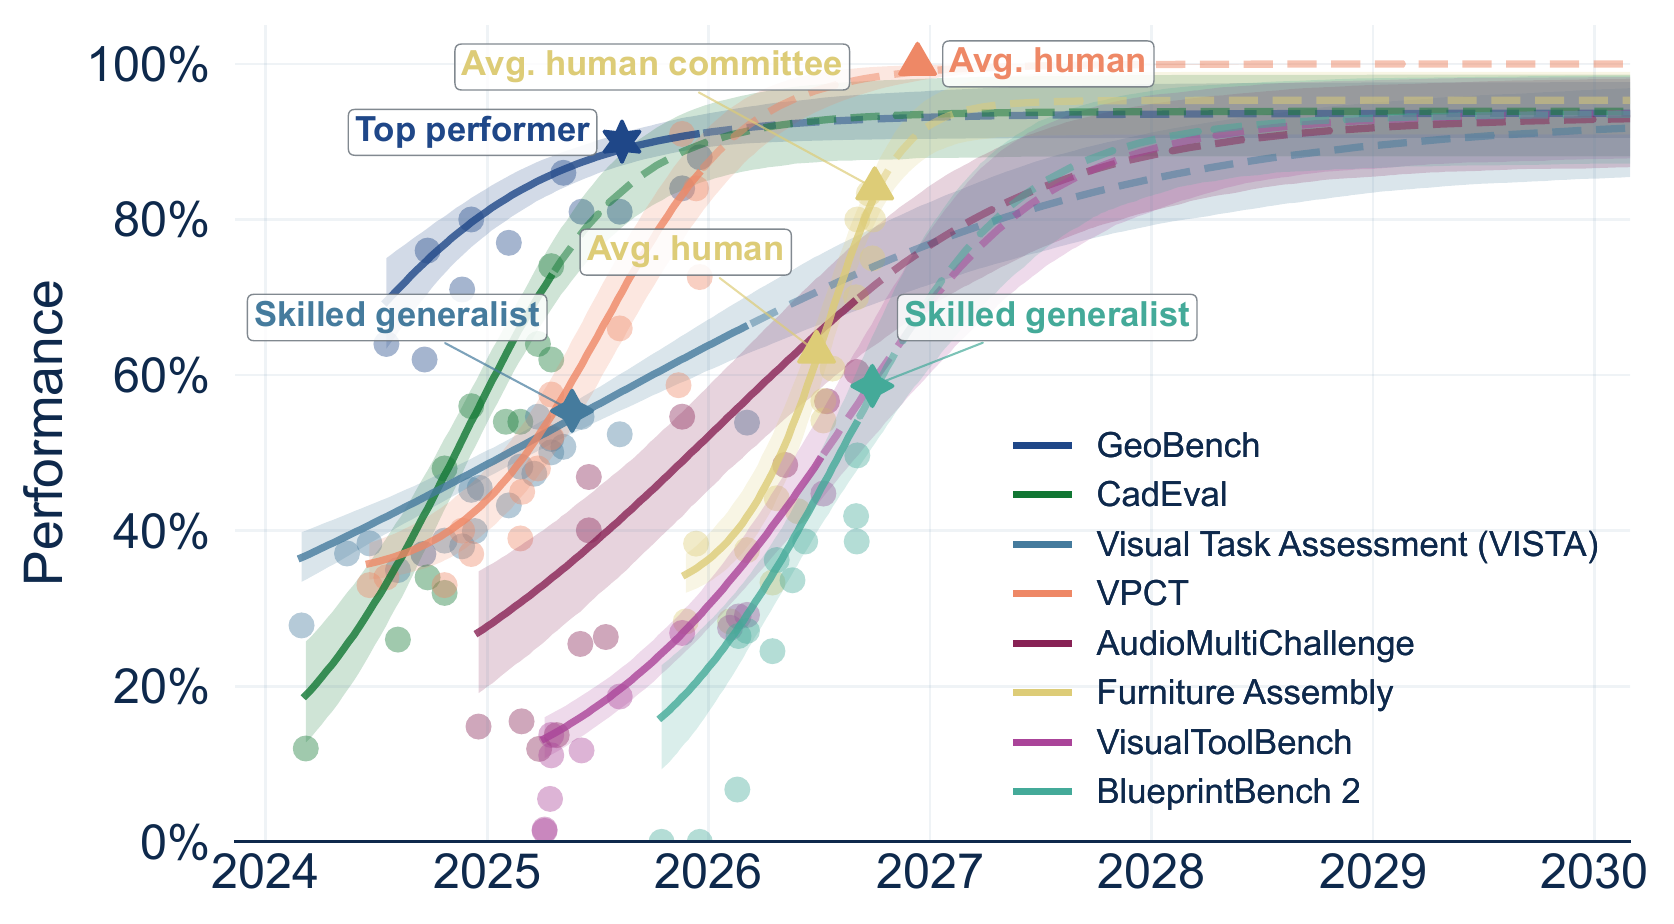 Performance
100%
80%
60%
40%
20%
0%
Avg. human committee
Avg. human
Top performer
Avg. human
Skilled generalist
Skilled generalist
GeoBench
CadEval
Visual Task Assessment (VISTA)
VPCT
AudioMultiChallenge
Furniture Assembly
VisualToolBench
BlueprintBench 2
2024 2025 2026 2027 2028 2029 2030